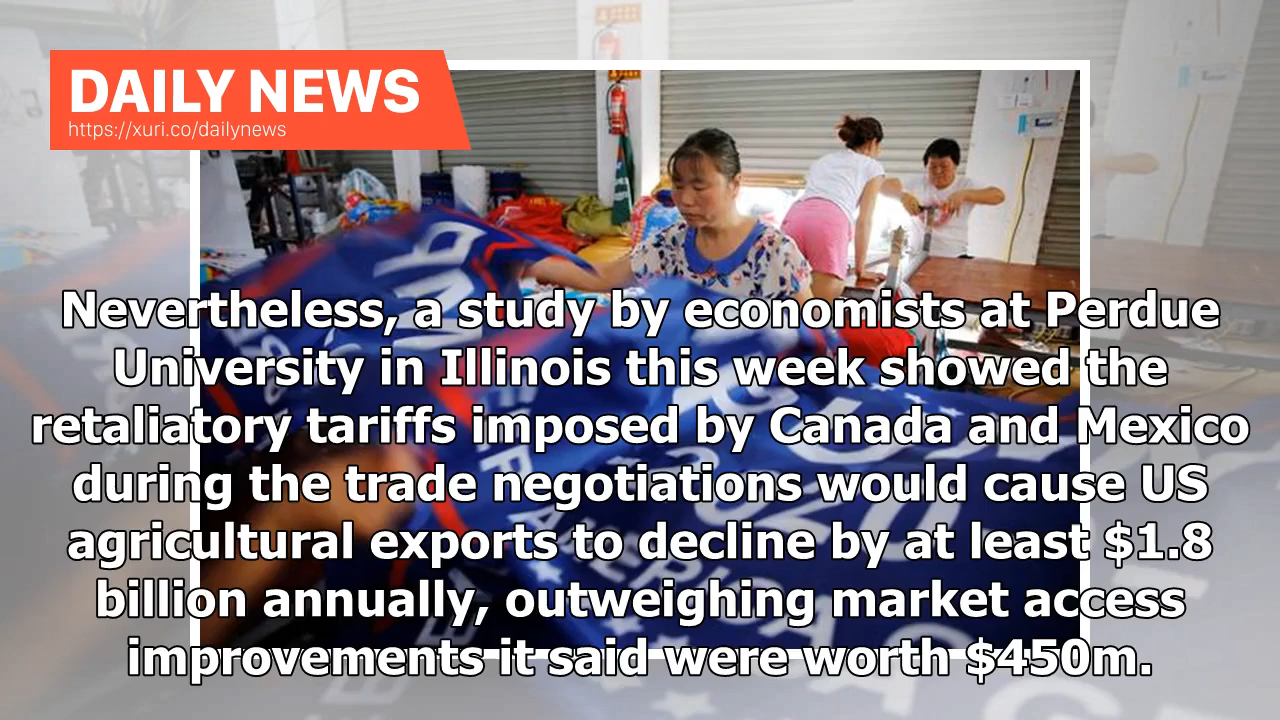 DAILY NEWS
https://xuri.co/dailynews
Nevertheless, a study by economists at Perdue
University in Illinois this week showed the
retaliatory tariffs imposed by Canada and Mexico
during the trade negotiations would cause US
agricultural exports to decline by at least $1.8
billion annually, outweighing market access
improvements it said were worth $450m.